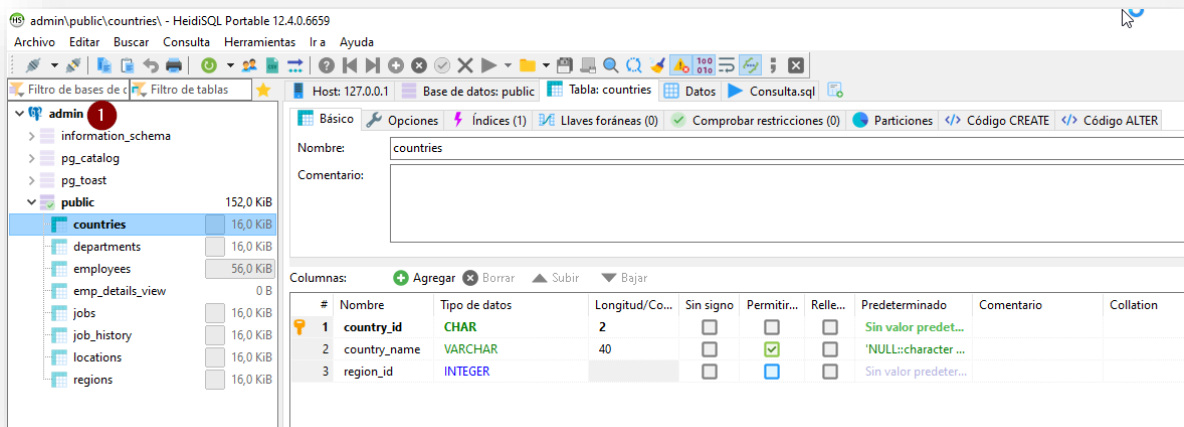 admin\public\countries\ - HeidiSQL Portable 12.4.0.6659
Archivo Editar Buscar Consulta Herramientas Ir a Ayuda
Filtro de bases de c Filtro de tablas
Host: 127.0.0.1 Base de datos: public Tabla: countries Datos Consulta.sql
admin 1
information_schema
pg_catalog
pg_toast
public 152,0 KiB
countries 16,0 KiB
departments 16,0 KiB
employees 56,0 KiB
emp_details_view 0 B
jobs 16,0 KiB
job_history 16,0 KiB
locations 16,0 KiB
regions 16,0 KiB
Básico Opciones Índices (1) Llaves foráneas (0) Comprobar restricciones (0) Particiones Código CREATE Código ALTER
Nombre: countries
Comentario:
Columnas: Agregar Borrar Subir Bajar
# Nombre Tipo de datos Longitud/Co... Sin signo Permitir... Relle... Predeterminado Comentario Collation
1 country_id CHAR 2 Sin valor predet...
2 country_name VARCHAR 40 'NULL::character ...
3 region_id INTEGER Sin valor predeter...